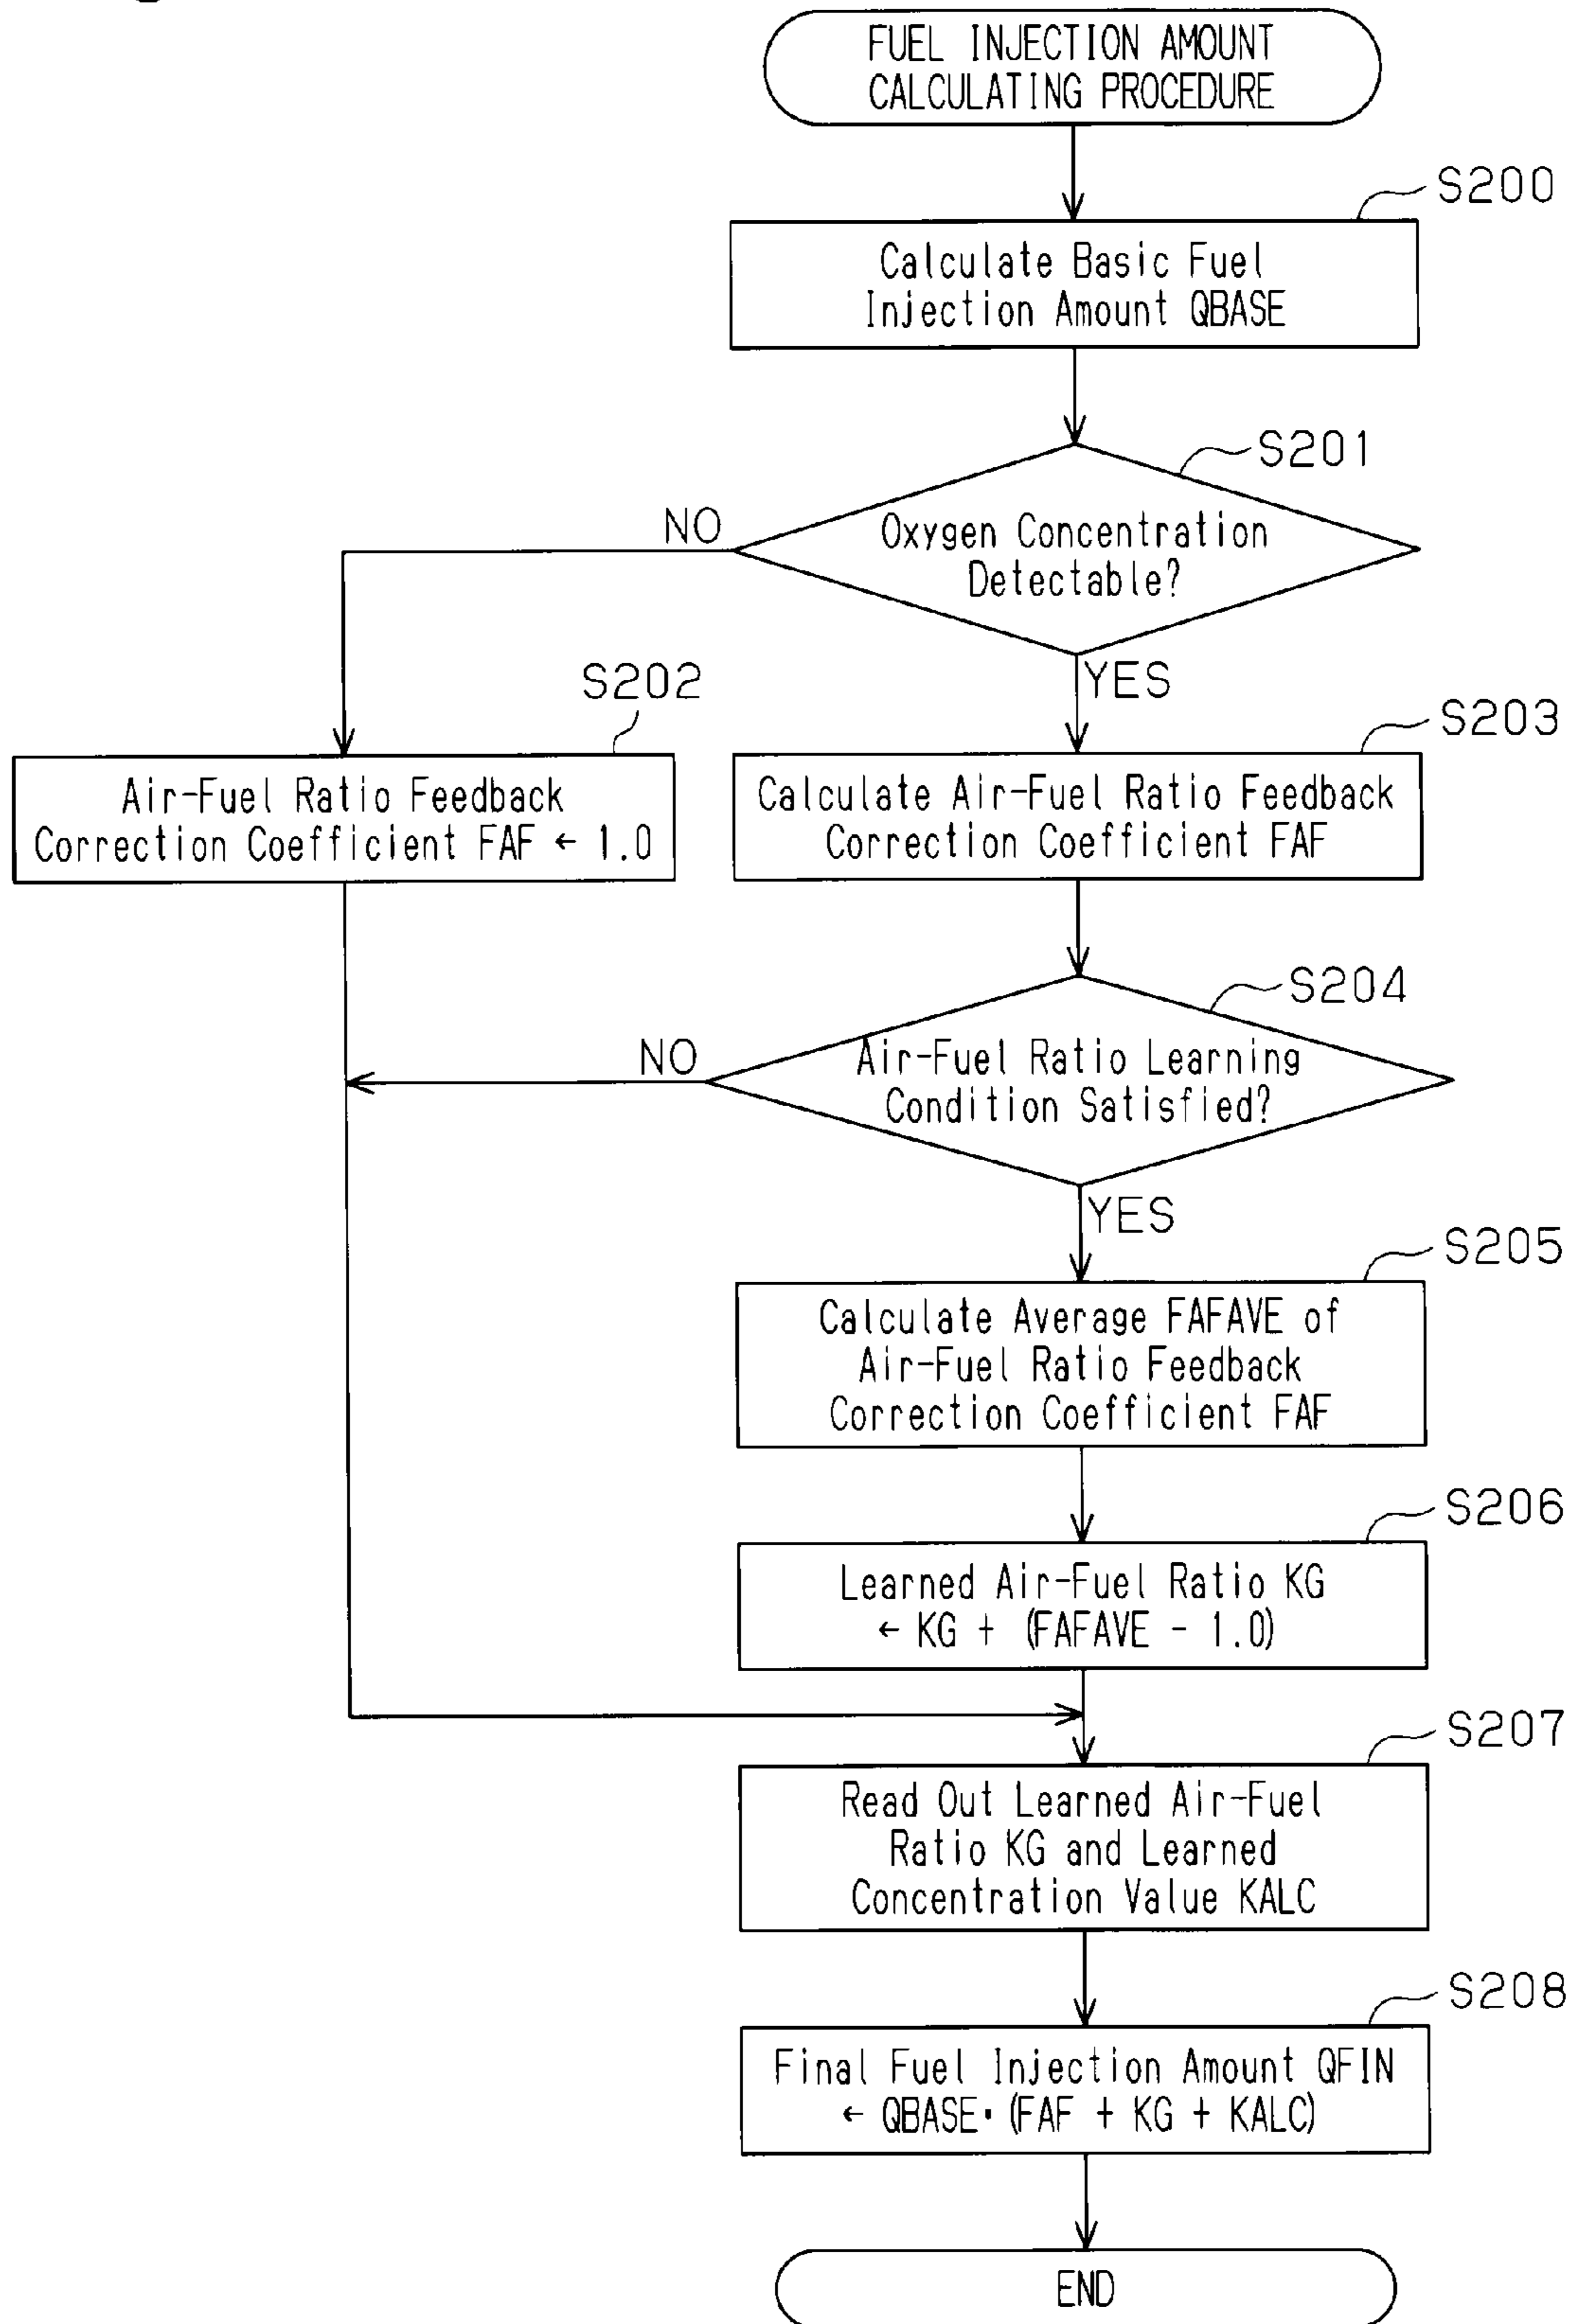 FUEL INJECTION AMOUNT
CALCULATING PROCEDURE
S200
Calculate Basic Fuel
Injection Amount QBASE
S201
NO
Oxygen Concentration
Detectable?
YES
S202
S203
Air-Fuel Ratio Feedback
Correction Coefficient FAF ← 1.0
Calculate Air-Fuel Ratio Feedback
Correction Coefficient FAF
S204
NO
Air-Fuel Ratio Learning
Condition Satisfied?
YES
S205
Calculate Average FAFAVE of
Air-Fuel Ratio Feedback
Correction Coefficient FAF
S206
Learned Air-Fuel Ratio KG
← KG + (FAFAVE - 1.0)
S207
Read Out Learned Air-Fuel
Ratio KG and Learned
Concentration Value KALC
S208
Final Fuel Injection Amount QFIN
← QBASE・(FAF + KG + KALC)
END